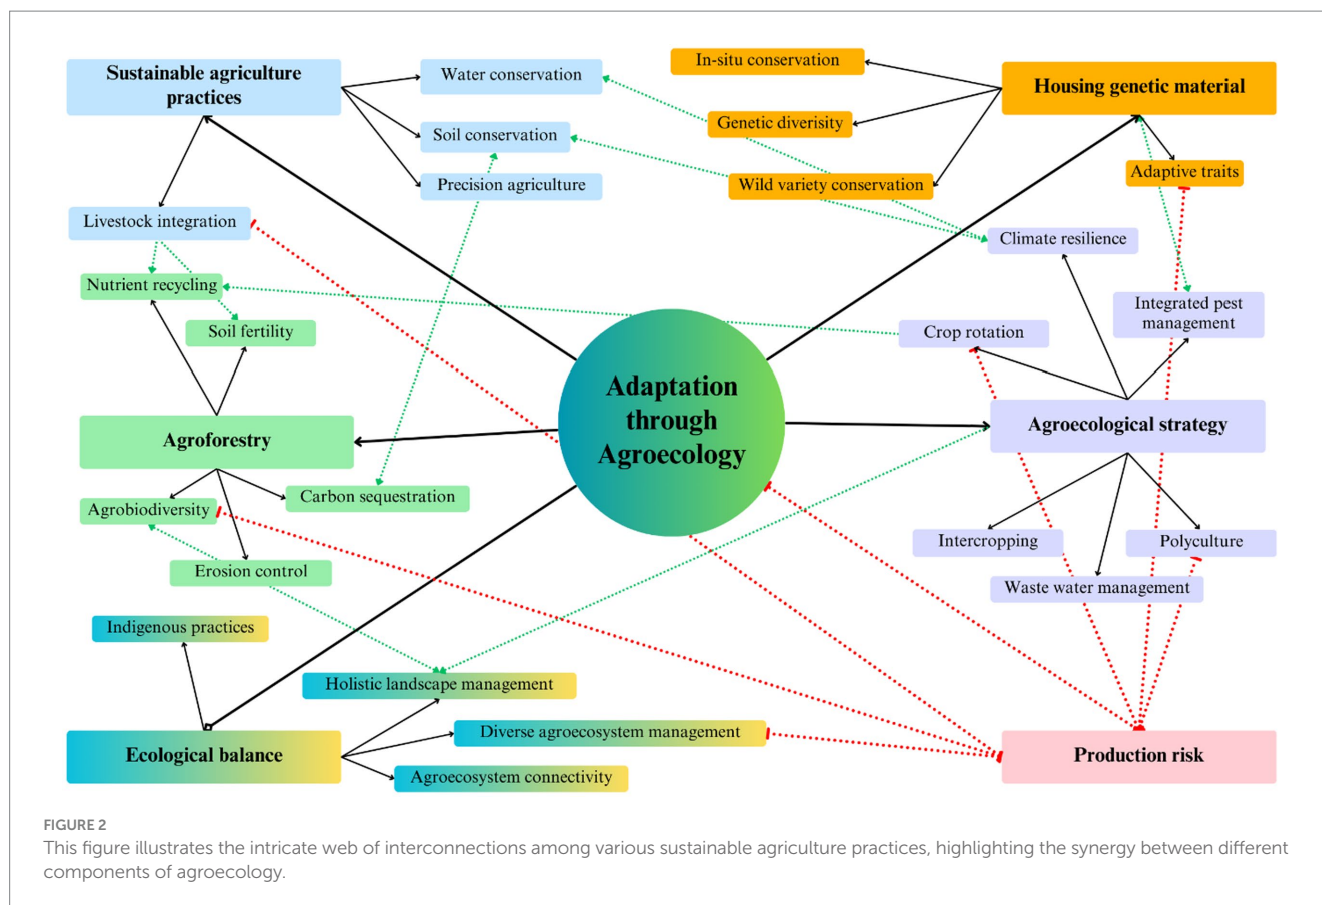 Sustainable agriculture
practices
Water conservation
Soil conservation
Precision agriculture
Livestock integration
In-situ conservation
Genetic diverisity
Wild variety conservation
Housing genetic material
Adaptive traits
Nutrient recycling
Soil fertility
Agroforestry
Agrobiodiversity
Carbon sequestration
Erosion control
Adaptation
through
Agroecology
Climate resilience
Integrated pest
management
Crop rotation
Agroecological strategy
Intercropping
Polyculture
Waste water management
Indigenous practices
Holistic landscape management
Diverse agroecosystem management
Ecological balance
Agroecosystem connectivity
Production risk
FIGURE 2
This figure illustrates the intricate web of interconnections among various sustainable agriculture practices, highlighting the synergy between different
components of agroecology.